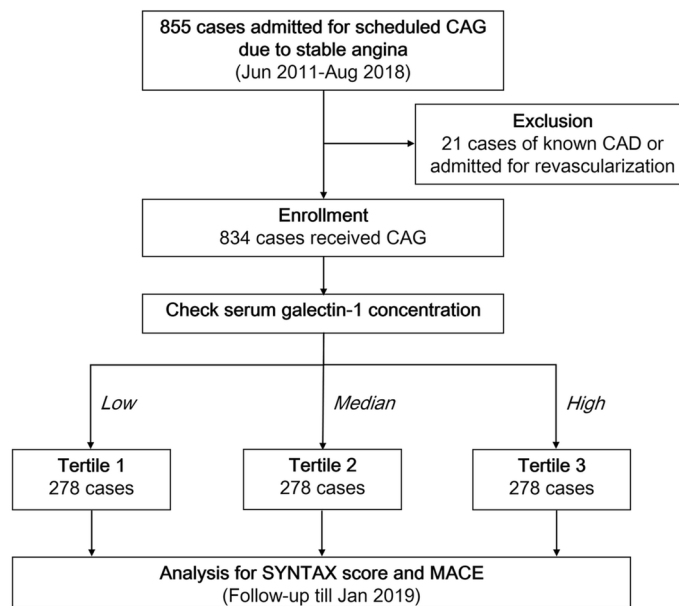 855 cases admitted for scheduled CAG
due to stable angina
(Jun 2011-Aug 2018)
Exclusion
21 cases of known CAD or
admitted for revascularization
Enrollment
834 cases received CAG
Check serum galectin-1 concentration
Low
Median
High
Tertile 1
278 cases
Tertile 2
278 cases
Tertile 3
278 cases
Analysis for SYNTAX score and MACE
(Follow-up till Jan 2019)